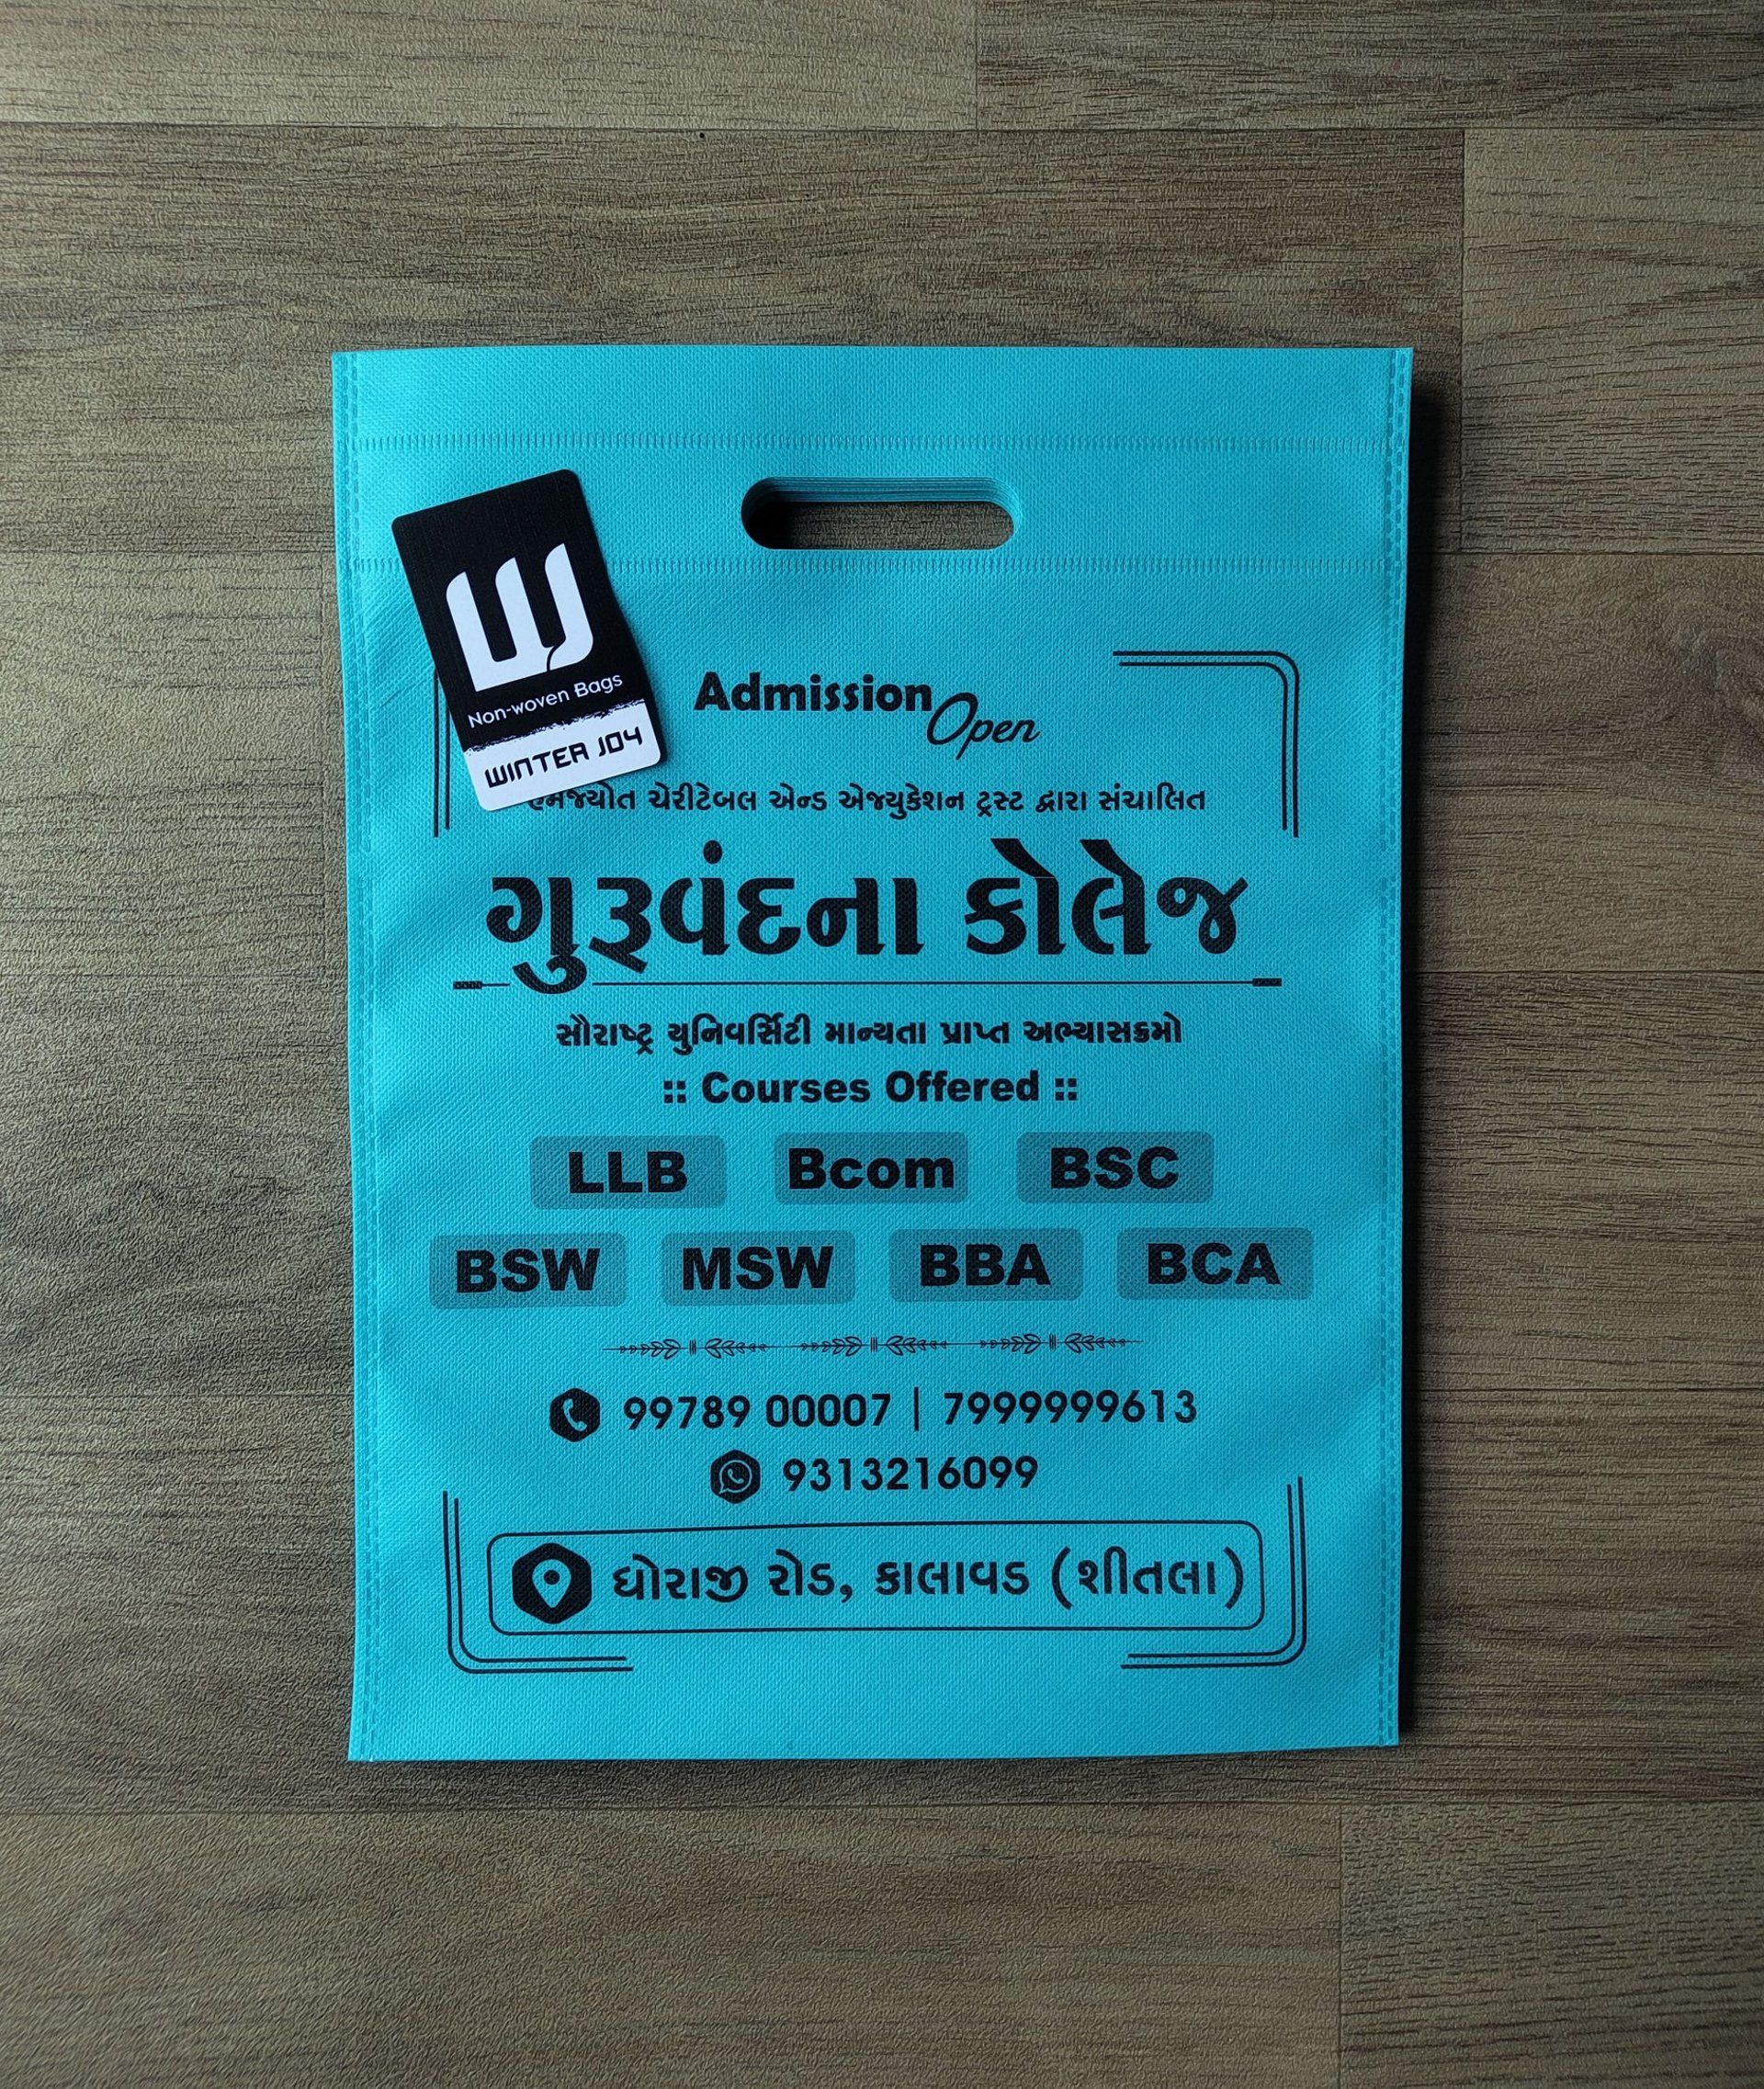 W
Non-woven Bags
WINTER JOY
Admission Open
ચેરીટેબલ એન્ડ એજ્યુકેશન ટ્રસ્ટ દ્વારા સંચાલિત
ગુરૂવંદના કોલેજ
સૌરાષ્ટ્ર યુનિવર્સિટી માન્યતા પ્રાપ્ત અભ્યાસક્રમો
:: Courses Offered ::
LLB Bcom BSC
BSW MSW BBA BCA
99789 00007 | 7999999613
9313216099
ધોરાજી રોડ, કાલાવડ (શીતલા)